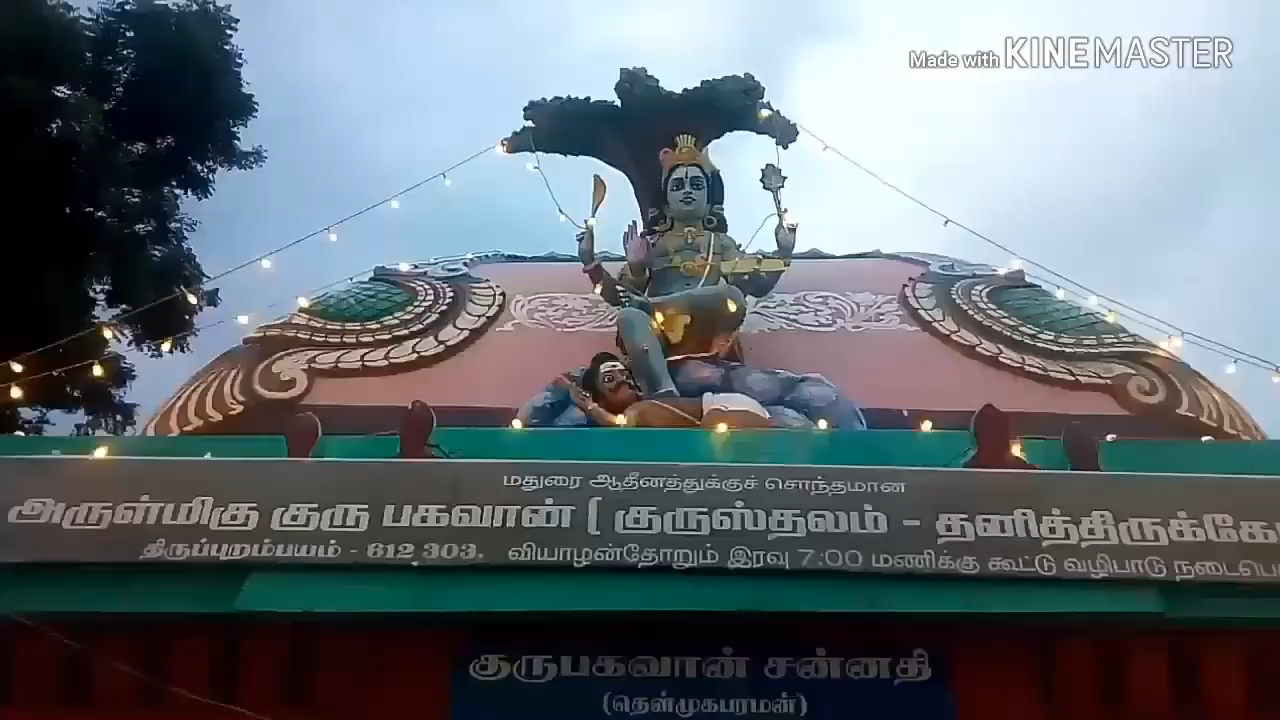 Made with KINEMASTER
மதுரை ஆதீனத்துக்குச் சொந்தமான
அருள்மிகு குரு பகவான் ( குருஸ்தலம் - தனித்திருக்கோ
திருப்புறம்பயம் - 612 303. வியாழன்தோறும் இரவு 7:00 மணிக்கு கூட்டு வழிபாடு நடைபெ
குருபகவான் சன்னதி
(தென்முகபரமன்)